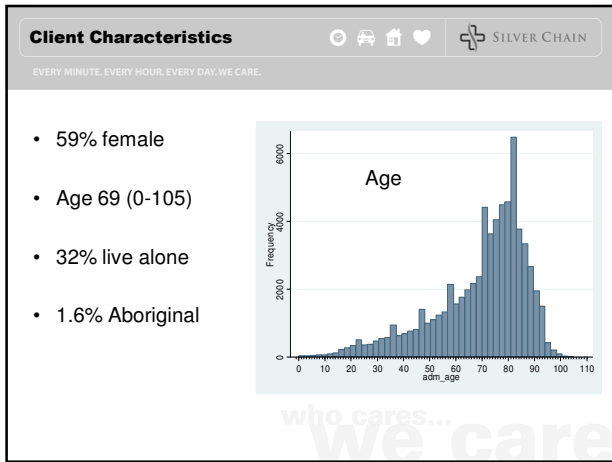 Client Characteristics
SILVER CHAIN
EVERY MINUTE. EVERY HOUR. EVERY DAY. WE CARE.
• 59% female
• Age 69 (0-105)
• 32% live alone
• 1.6% Aboriginal
Age
Frequency
0 2000 4000 6000
0 10 20 30 40 50 60 70 80 90 100 110
adm_age
who cares...
we care